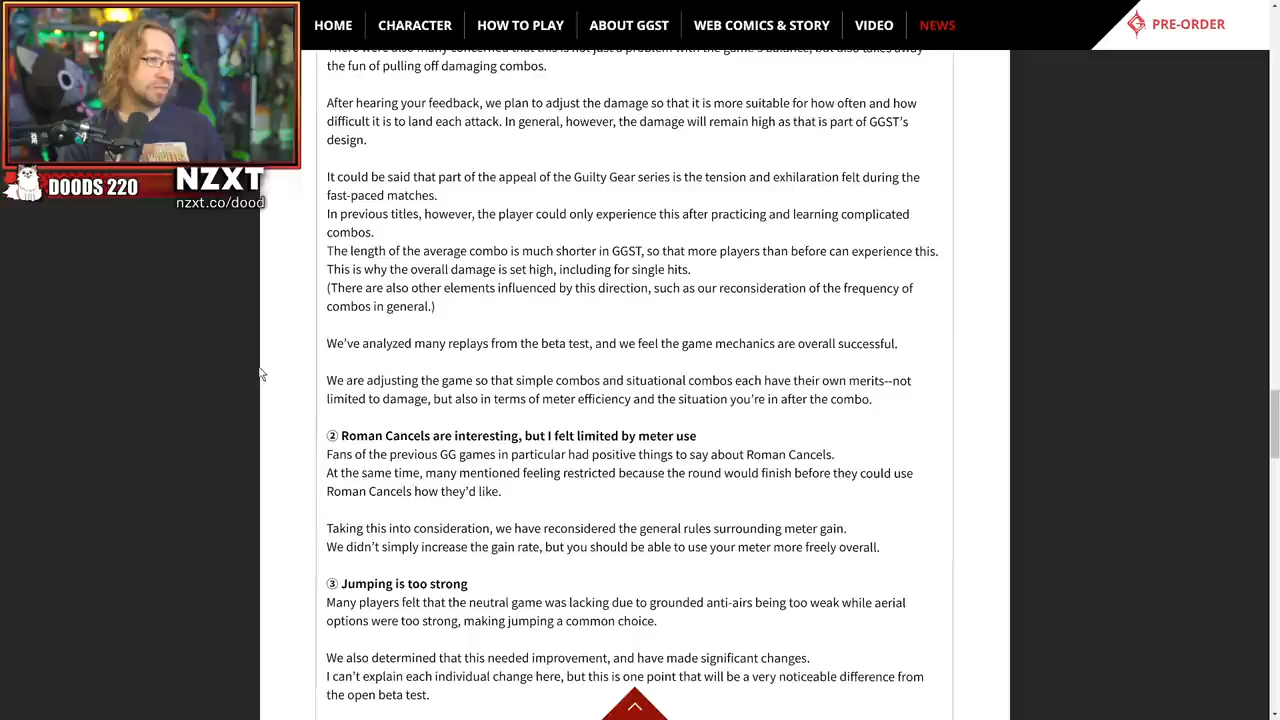 HOME
CHARACTER
HOW TO PLAY
ABOUT GGST
WEB COMICS & STORY
VIDEO
NEWS
PRE-ORDER
There were also many concerned that this is not just a problem with the game's balance, but also takes away
the fun of pulling off damaging combos.
After hearing your feedback, we plan to adjust the damage so that it is more suitable for how often and how
difficult it is to land each attack. In general, however, the damage will remain high as that is part of GGST's
design.
It could be said that part of the appeal of the Guilty Gear series is the tension and exhilaration felt during the
fast-paced matches.
In previous titles, however, the player could only experience this after practicing and learning complicated
combos.
The length of the average combo is much shorter in GGST, so that more players than before can experience this.
This is why the overall damage is set high, including for single hits.
(There are also other elements influenced by this direction, such as our reconsideration of the frequency of
combos in general.)
We've analyzed many replays from the beta test, and we feel the game mechanics are overall successful.
We are adjusting the game so that simple combos and situational combos each have their own merits--not
limited to damage, but also in terms of meter efficiency and the situation you're in after the combo.
② Roman Cancels are interesting, but I felt limited by meter use
Fans of the previous GG games in particular had positive things to say about Roman Cancels.
At the same time, many mentioned feeling restricted because the round would finish before they could use
Roman Cancels how they'd like.
Taking this into consideration, we have reconsidered the general rules surrounding meter gain.
We didn't simply increase the gain rate, but you should be able to use your meter more freely overall.
③ Jumping is too strong
Many players felt that the neutral game was lacking due to grounded anti-airs being too weak while aerial
options were too strong, making jumping a common choice.
We also determined that this needed improvement, and have made significant changes.
I can't explain each individual change here, but this is one point that will be a very noticeable difference from
the open beta test.
DOODS 220
NZXT
nzxt.co/dood